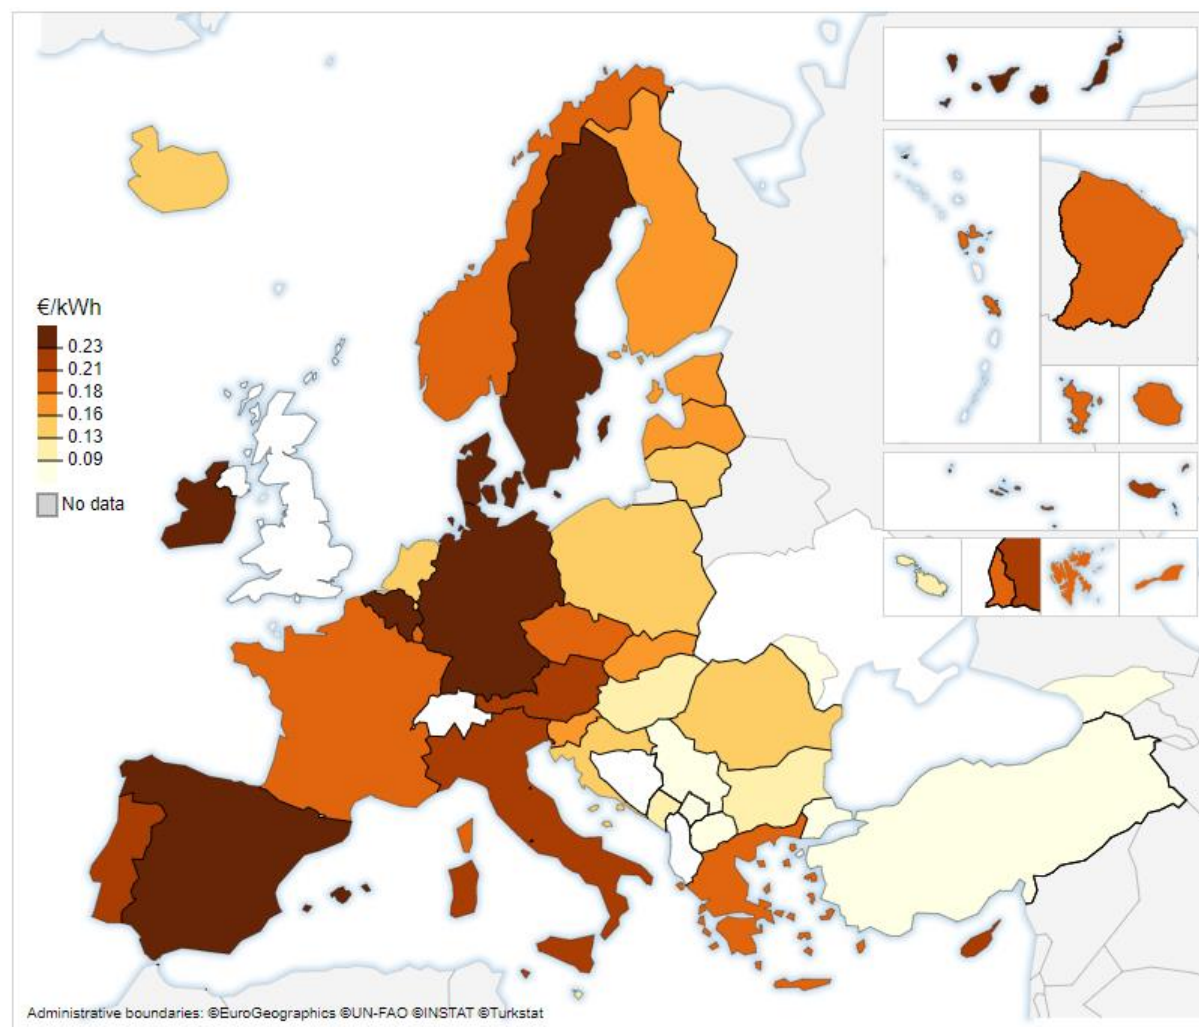 €/kWh
0.23
0.21
0.18
0.16
0.13
0.09
No data
Administrative boundaries: ©EuroGeographics ©UN-FAO ©INSTAT ©Turkstat